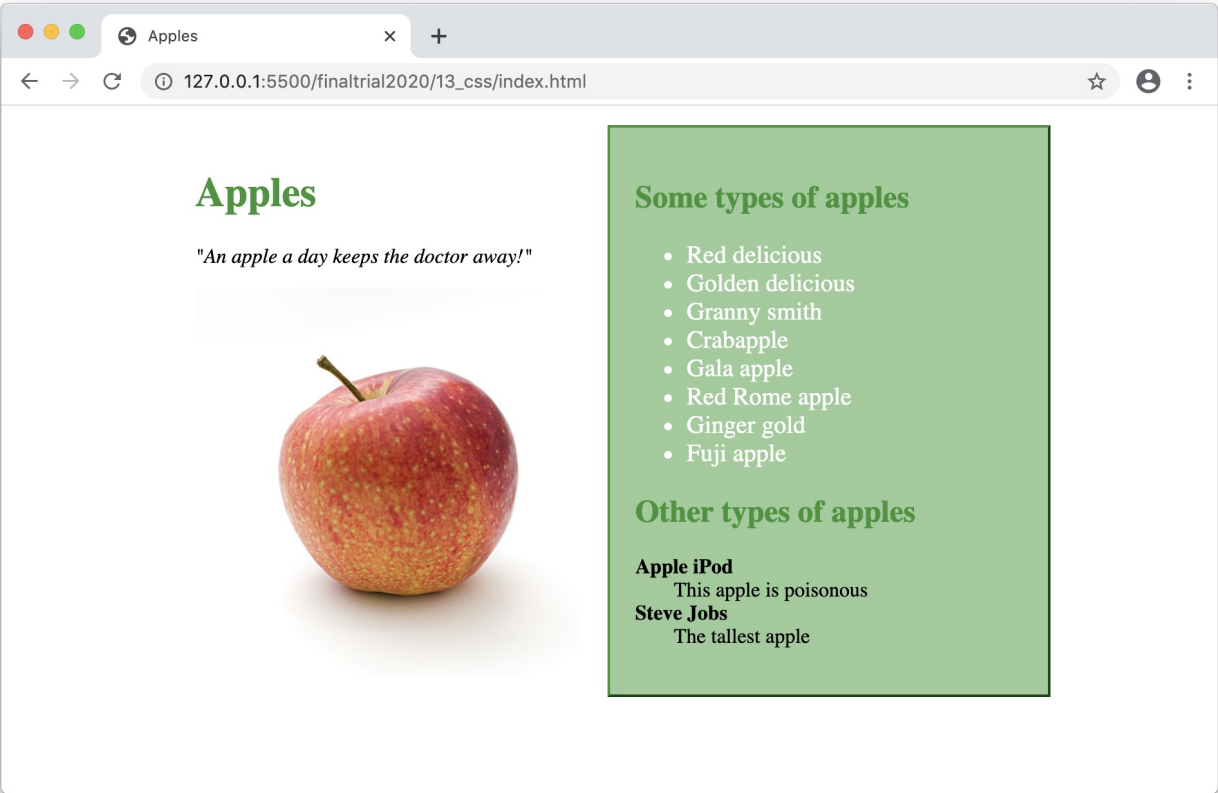 Apples
127.0.0.1:5500/finaltrial2020/13_css/index.html
Apples
"An apple a day keeps the doctor away!"
Some types of apples
Red delicious
Golden delicious
Granny smith
Crabapple
Gala apple
Red Rome apple
Ginger gold
Fuji apple
Other types of apples
Apple iPod
This apple is poisonous
Steve Jobs
The tallest apple